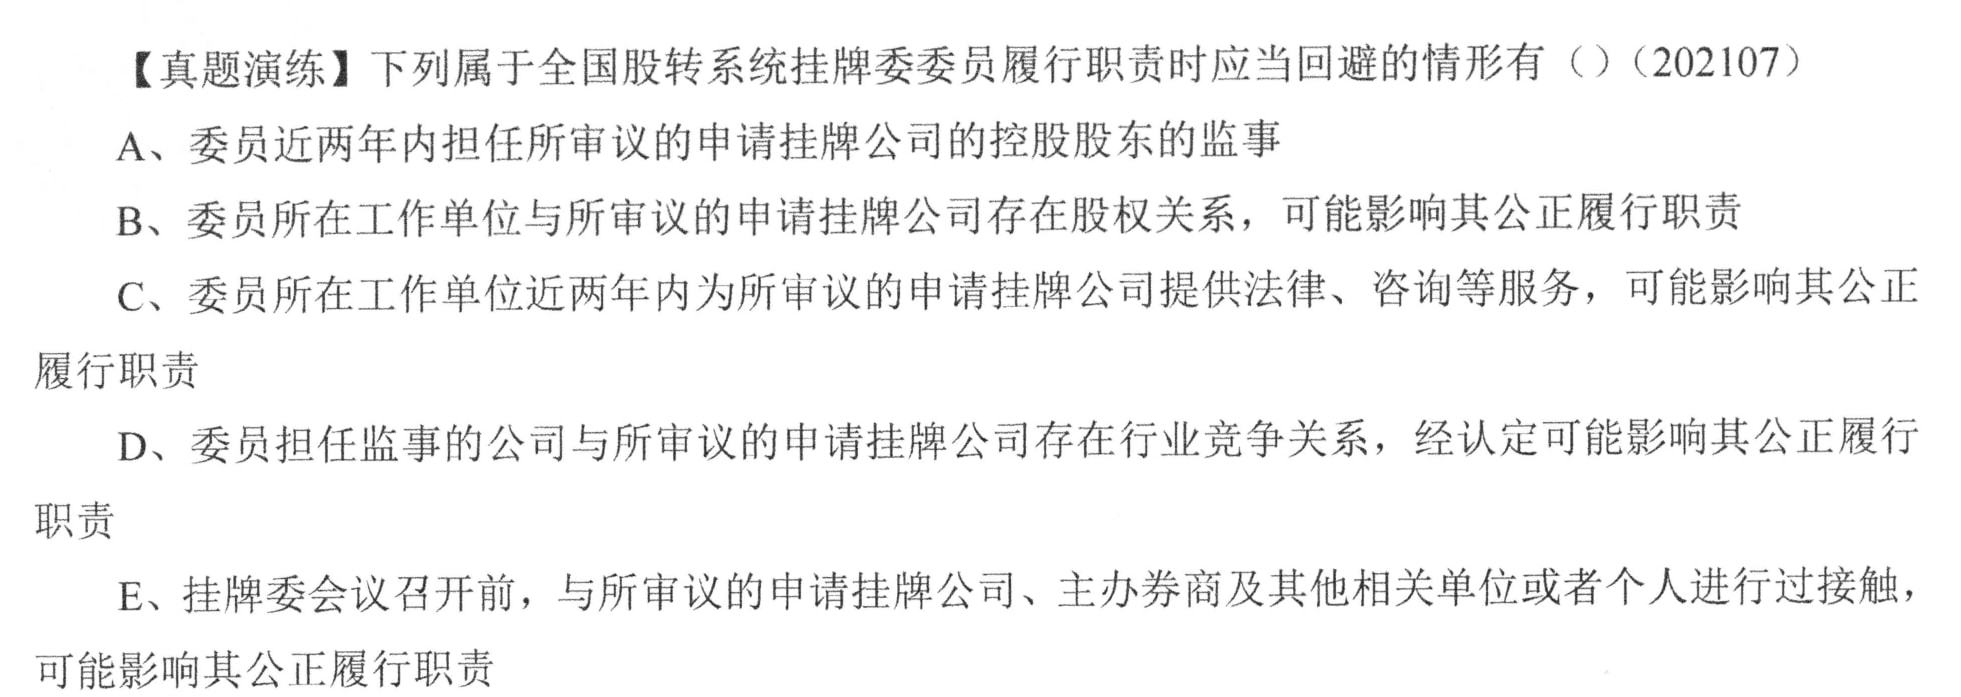 【真题演练】下列属于全国股转系统挂牌委委员履行职责时应当回避的情形有（）（202107）
A、委员近两年内担任所审议的申请挂牌公司的控股股东的监事
B、委员所在工作单位与所审议的申请挂牌公司存在股权关系，可能影响其公正履行职责
C、委员所在工作单位近两年内为所审议的申请挂牌公司提供法律、咨询等服务，可能影响其公正
履行职责
D、委员担任监事的公司与所审议的申请挂牌公司存在行业竞争关系，经认定可能影响其公正履行
职责
E、挂牌委会议召开前，与所审议的申请挂牌公司、主办券商及其他相关单位或者个人进行过接触，
可能影响其公正履行职责